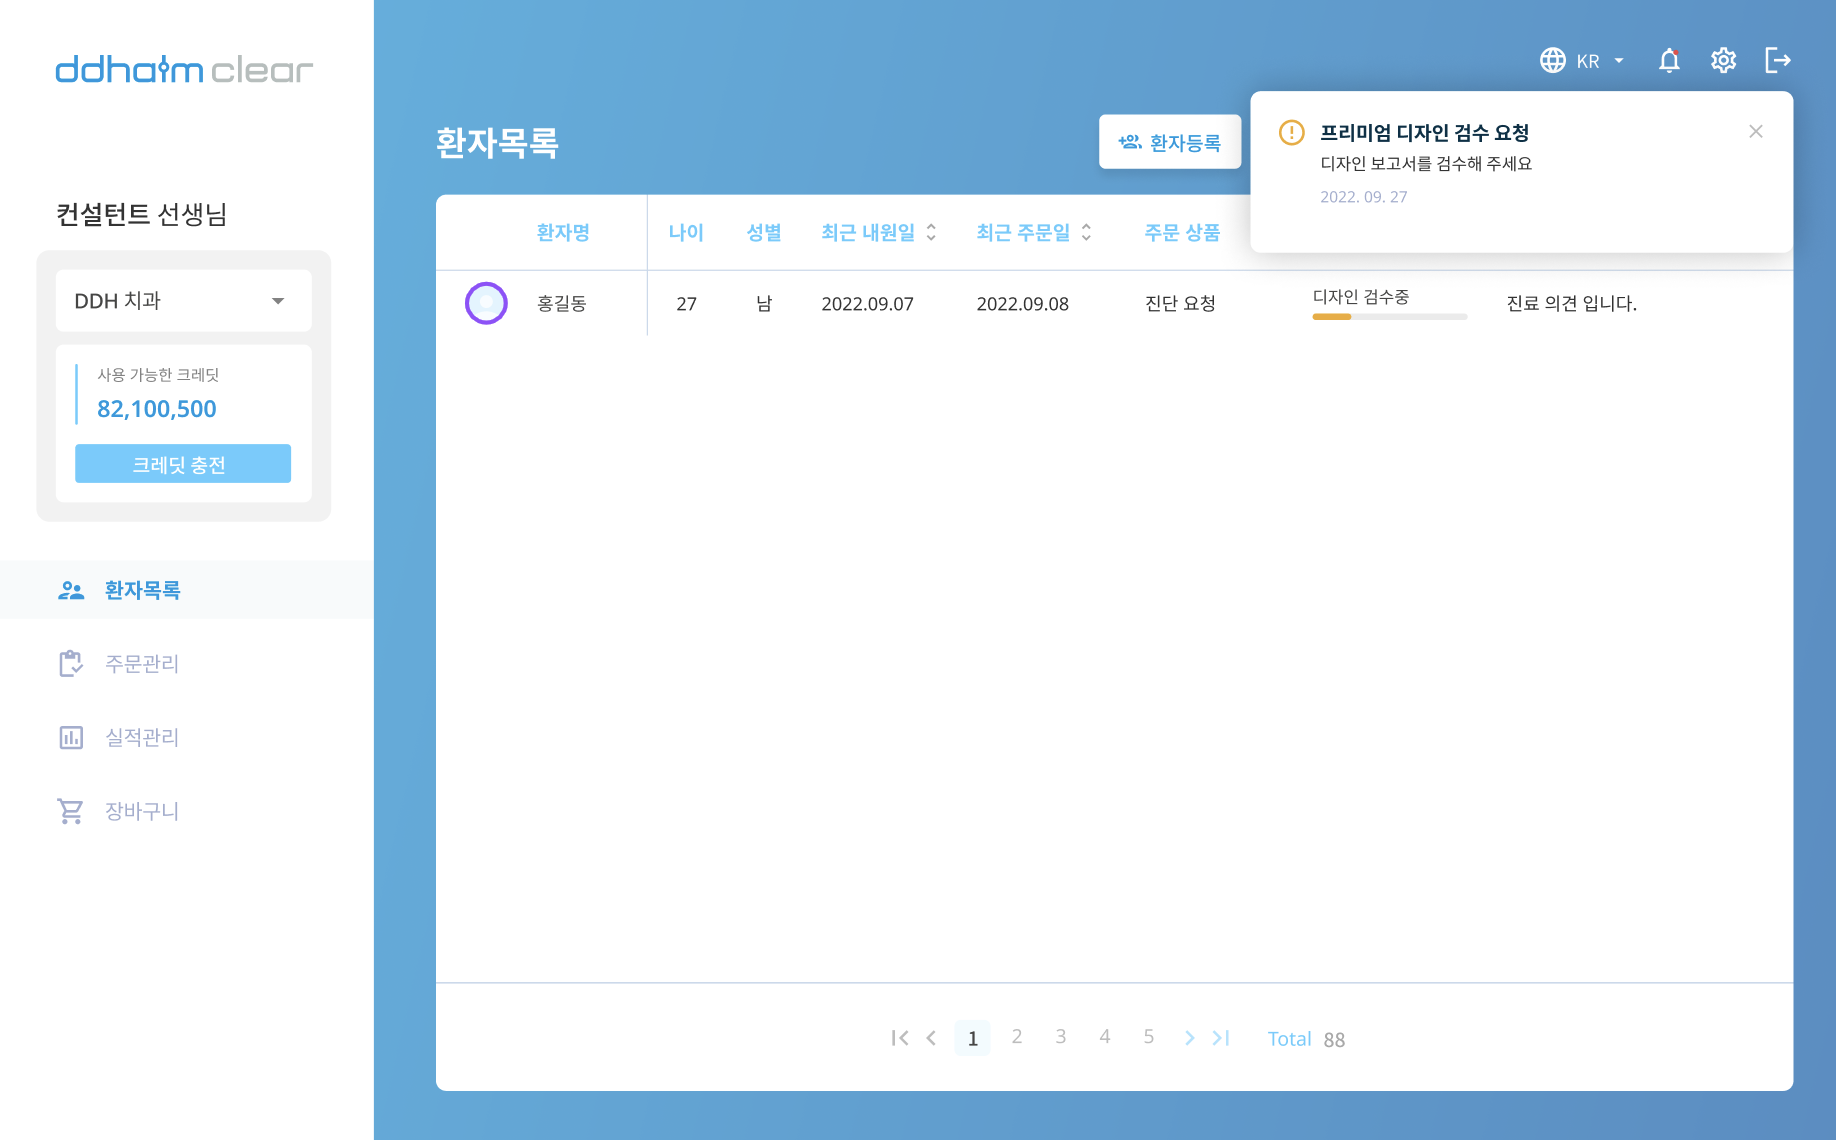 ddhaim clear
컨설턴트 선생님
DDH 치과
사용 가능한 크레딧
82,100,500
크레딧 충전
환자목록
주문관리
실적관리
장바구니
KR
환자목록
환자등록
프리미엄 디자인 검수 요청
디자인 보고서를 검수해 주세요
2022. 09. 27
환자명 나이 성별 최근 내원일 최근 주문일 주문 상품
홍길동 27 남 2022.09.07 2022.09.08 진단 요청 디자인 검수중 진료 의견 입니다.
1 2 3 4 5 Total 88